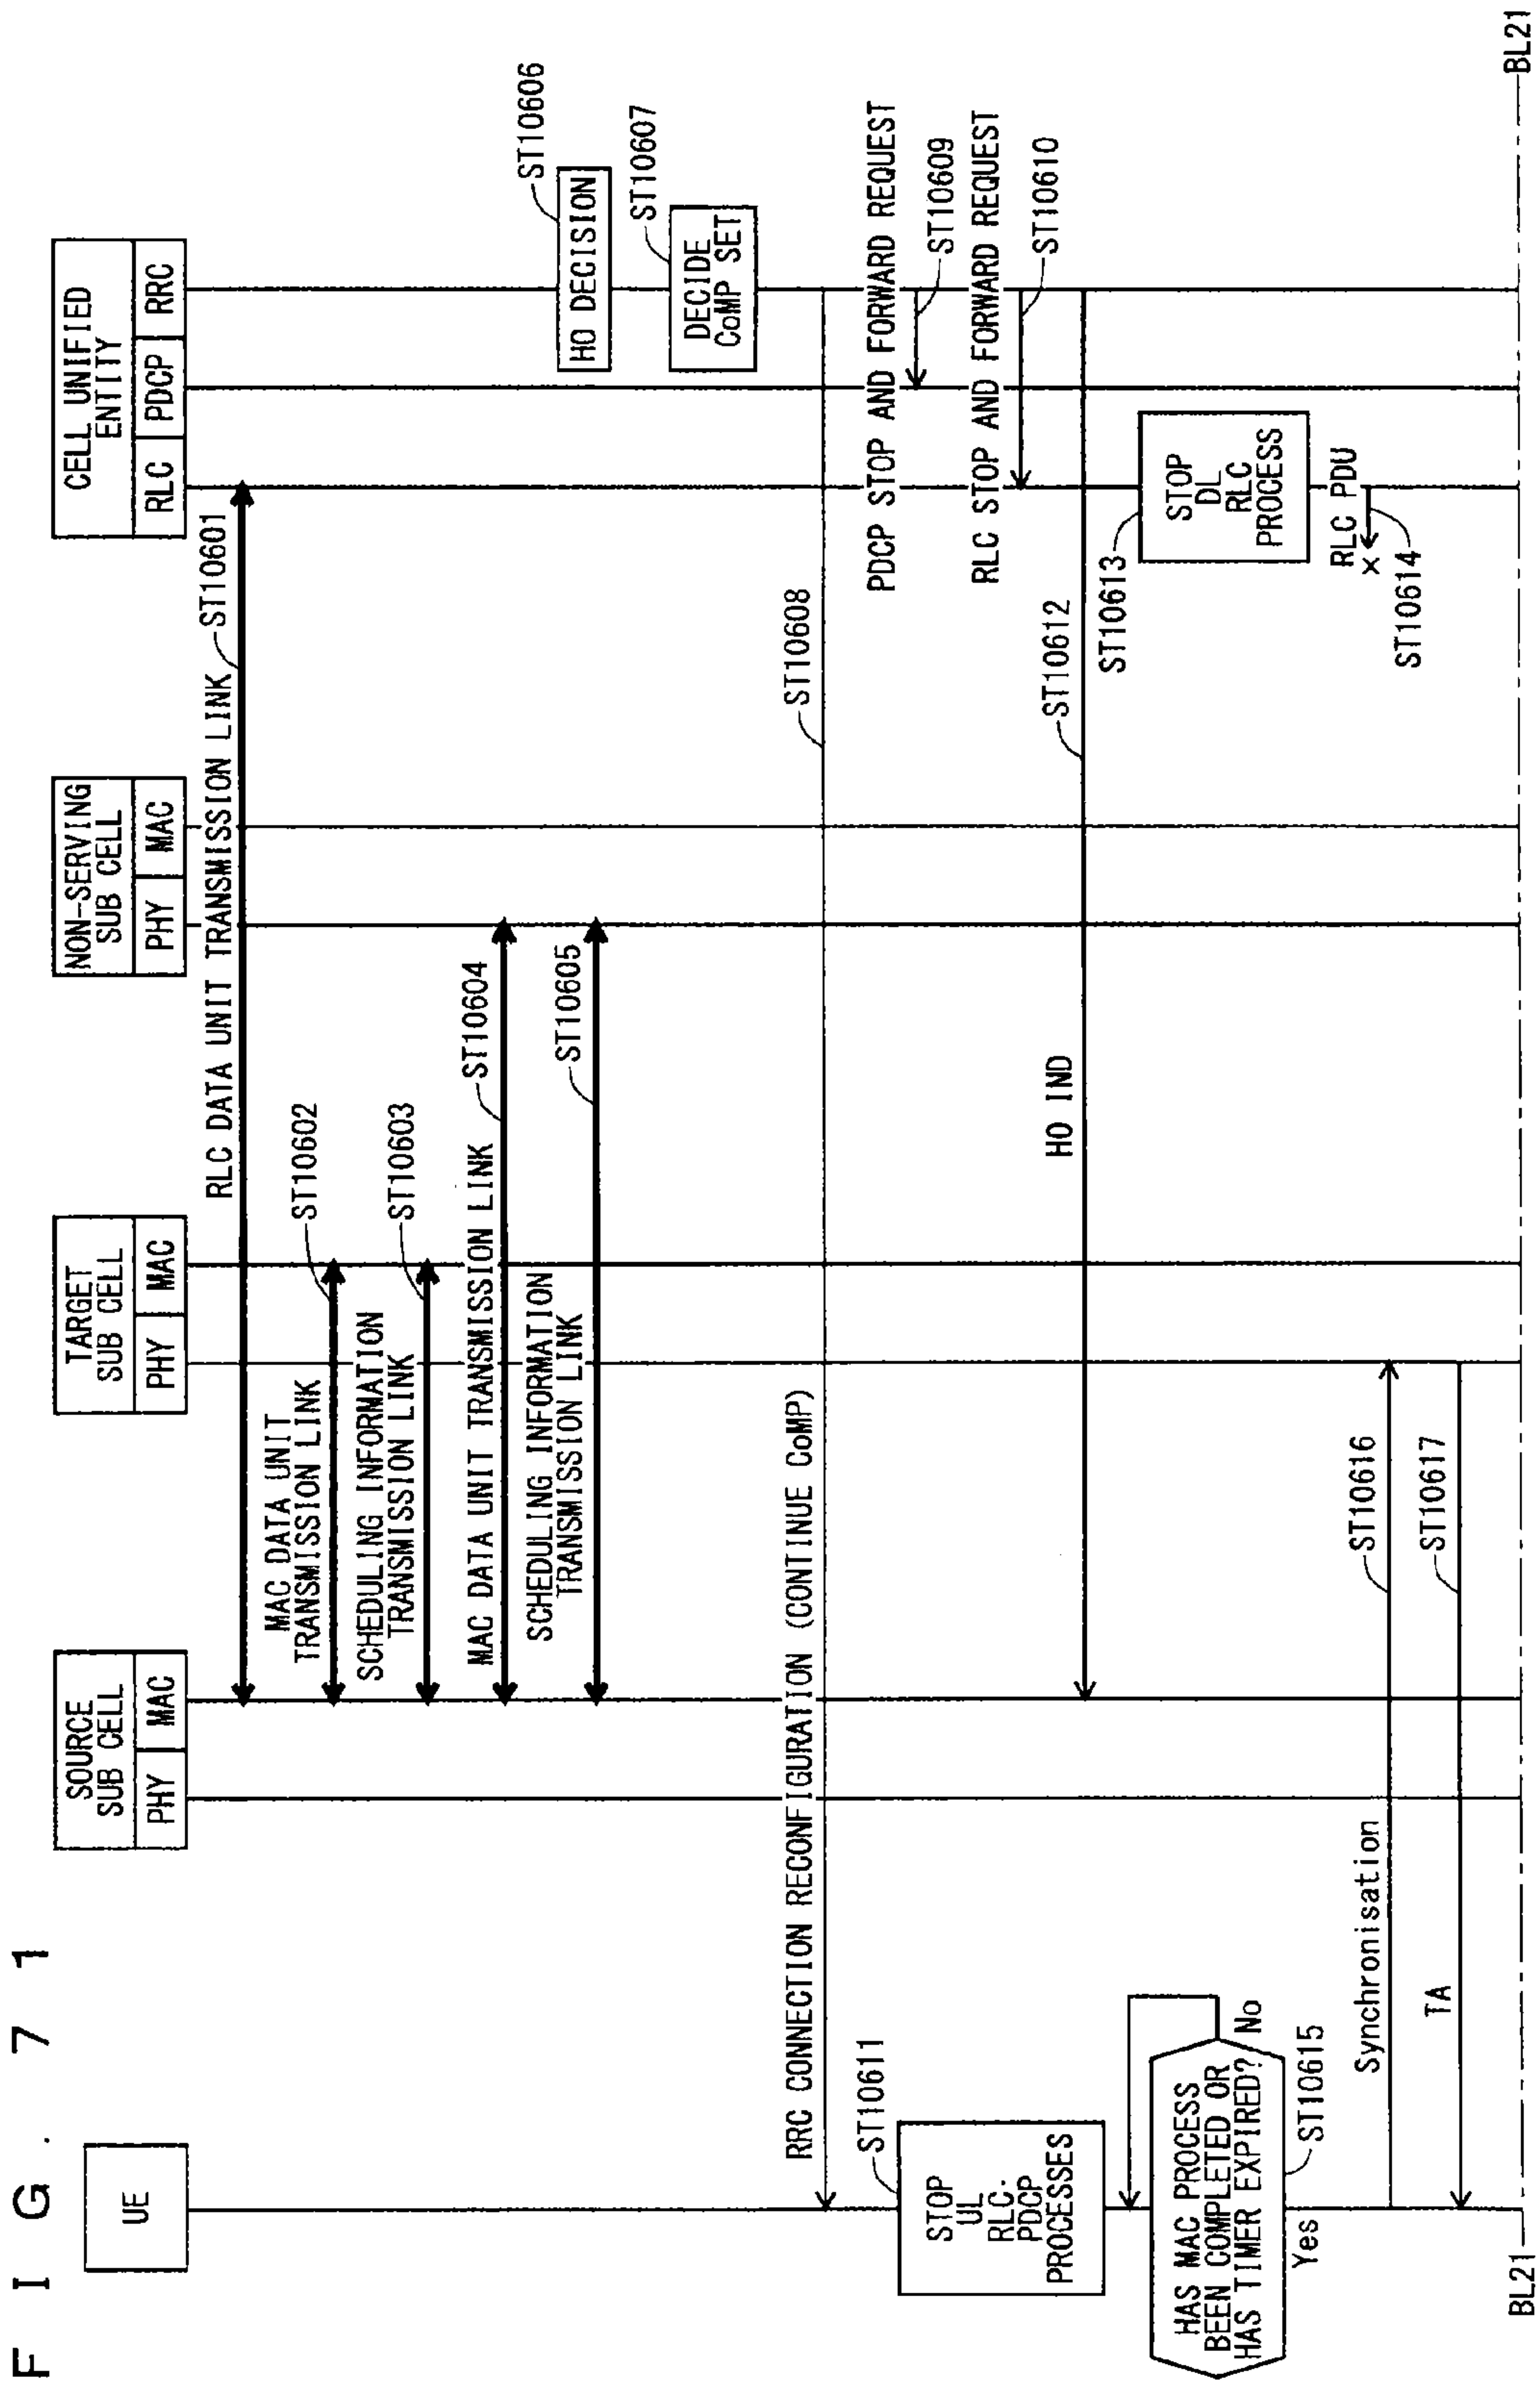 FIG. 71
UE
SOURCE
SUB CELL
PHY MAC
TARGET
SUB CELL
PHY MAC
NON-SERVING
SUB CELL
PHY MAC
CELL UNIFIED
ENTITY
RLC PDCP RRC
RLC DATA UNIT TRANSMISSION LINK
ST10601
MAC DATA UNIT
TRANSMISSION LINK
ST10602
SCHEDULING INFORMATION
TRANSMISSION LINK
ST10603
MAC DATA UNIT TRANSMISSION LINK
ST10604
SCHEDULING INFORMATION
TRANSMISSION LINK
ST10605
HO DECISION
ST10606
DECIDE
CoMP SET
ST10607
RRC CONNECTION RECONFIGURATION (CONTINUE CoMP)
ST10608
PDCP STOP AND FORWARD REQUEST
ST10609
RLC STOP AND FORWARD REQUEST
ST10610
ST10611
STOP
UL
RLC.
PDCP
PROCESSES
HO IND
ST10612
ST10613
STOP
DL
RLC
PROCESS
RLC PDU
x
ST10614
HAS MAC PROCESS
BEEN COMPLETED OR
HAS TIMER EXPIRED?
No
Yes
ST10615
Synchronisation
ST10616
TA
ST10617
BL21
BL21